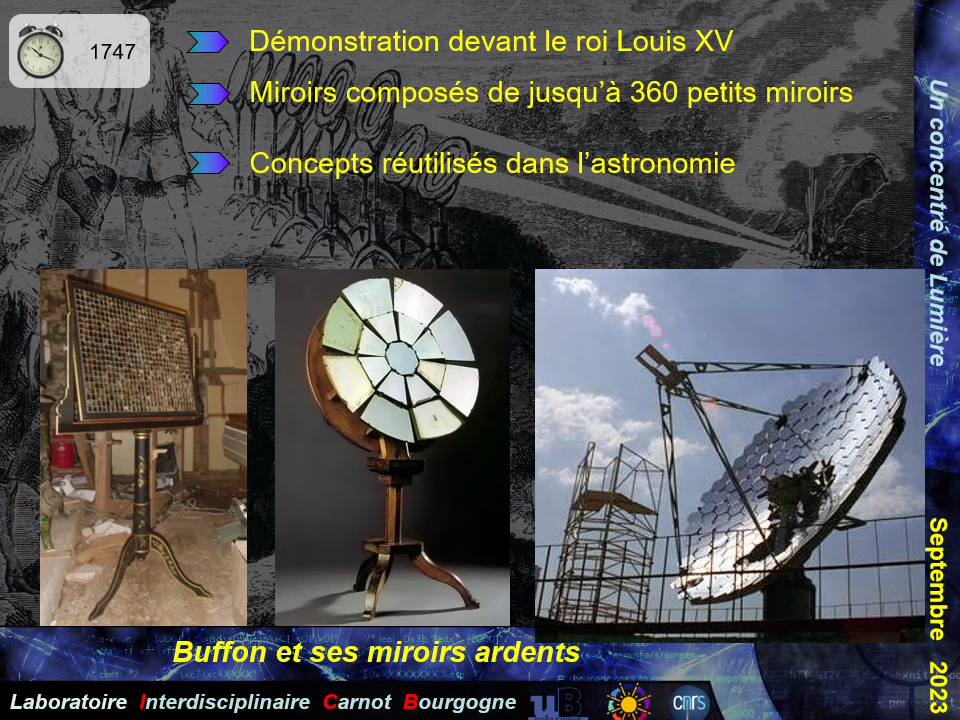 1747
Démonstration devant le roi Louis XV
Miroirs composés de jusqu’à 360 petits miroirs
Concepts réutilisés dans l’astronomie
Un concentré de Lumière
Septembre 2023
Buffon et ses miroirs ardents
Laboratoire Interdisciplinaire Carnot Bourgogne
uB
cnrs